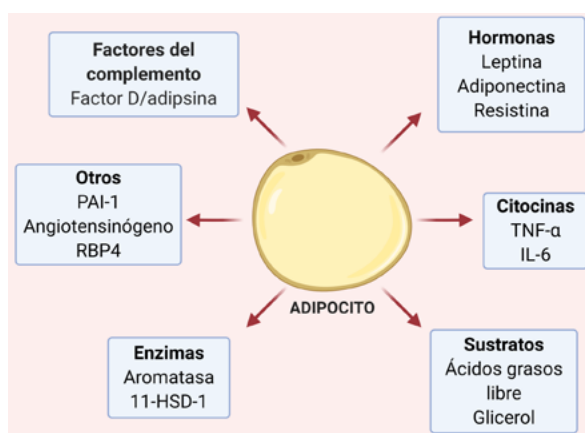 Factores del
complemento
Factor D/adipsina
Hormonas
Leptina
Adiponectina
Resistina
Otros
PAI-1
Angiotensinógeno
RBP4
Citocinas
TNF-α
IL-6
ADIPOCITO
Enzimas
Aromatasa
11-HSD-1
Sustratos
Ácidos grasos
libre
Glicerol